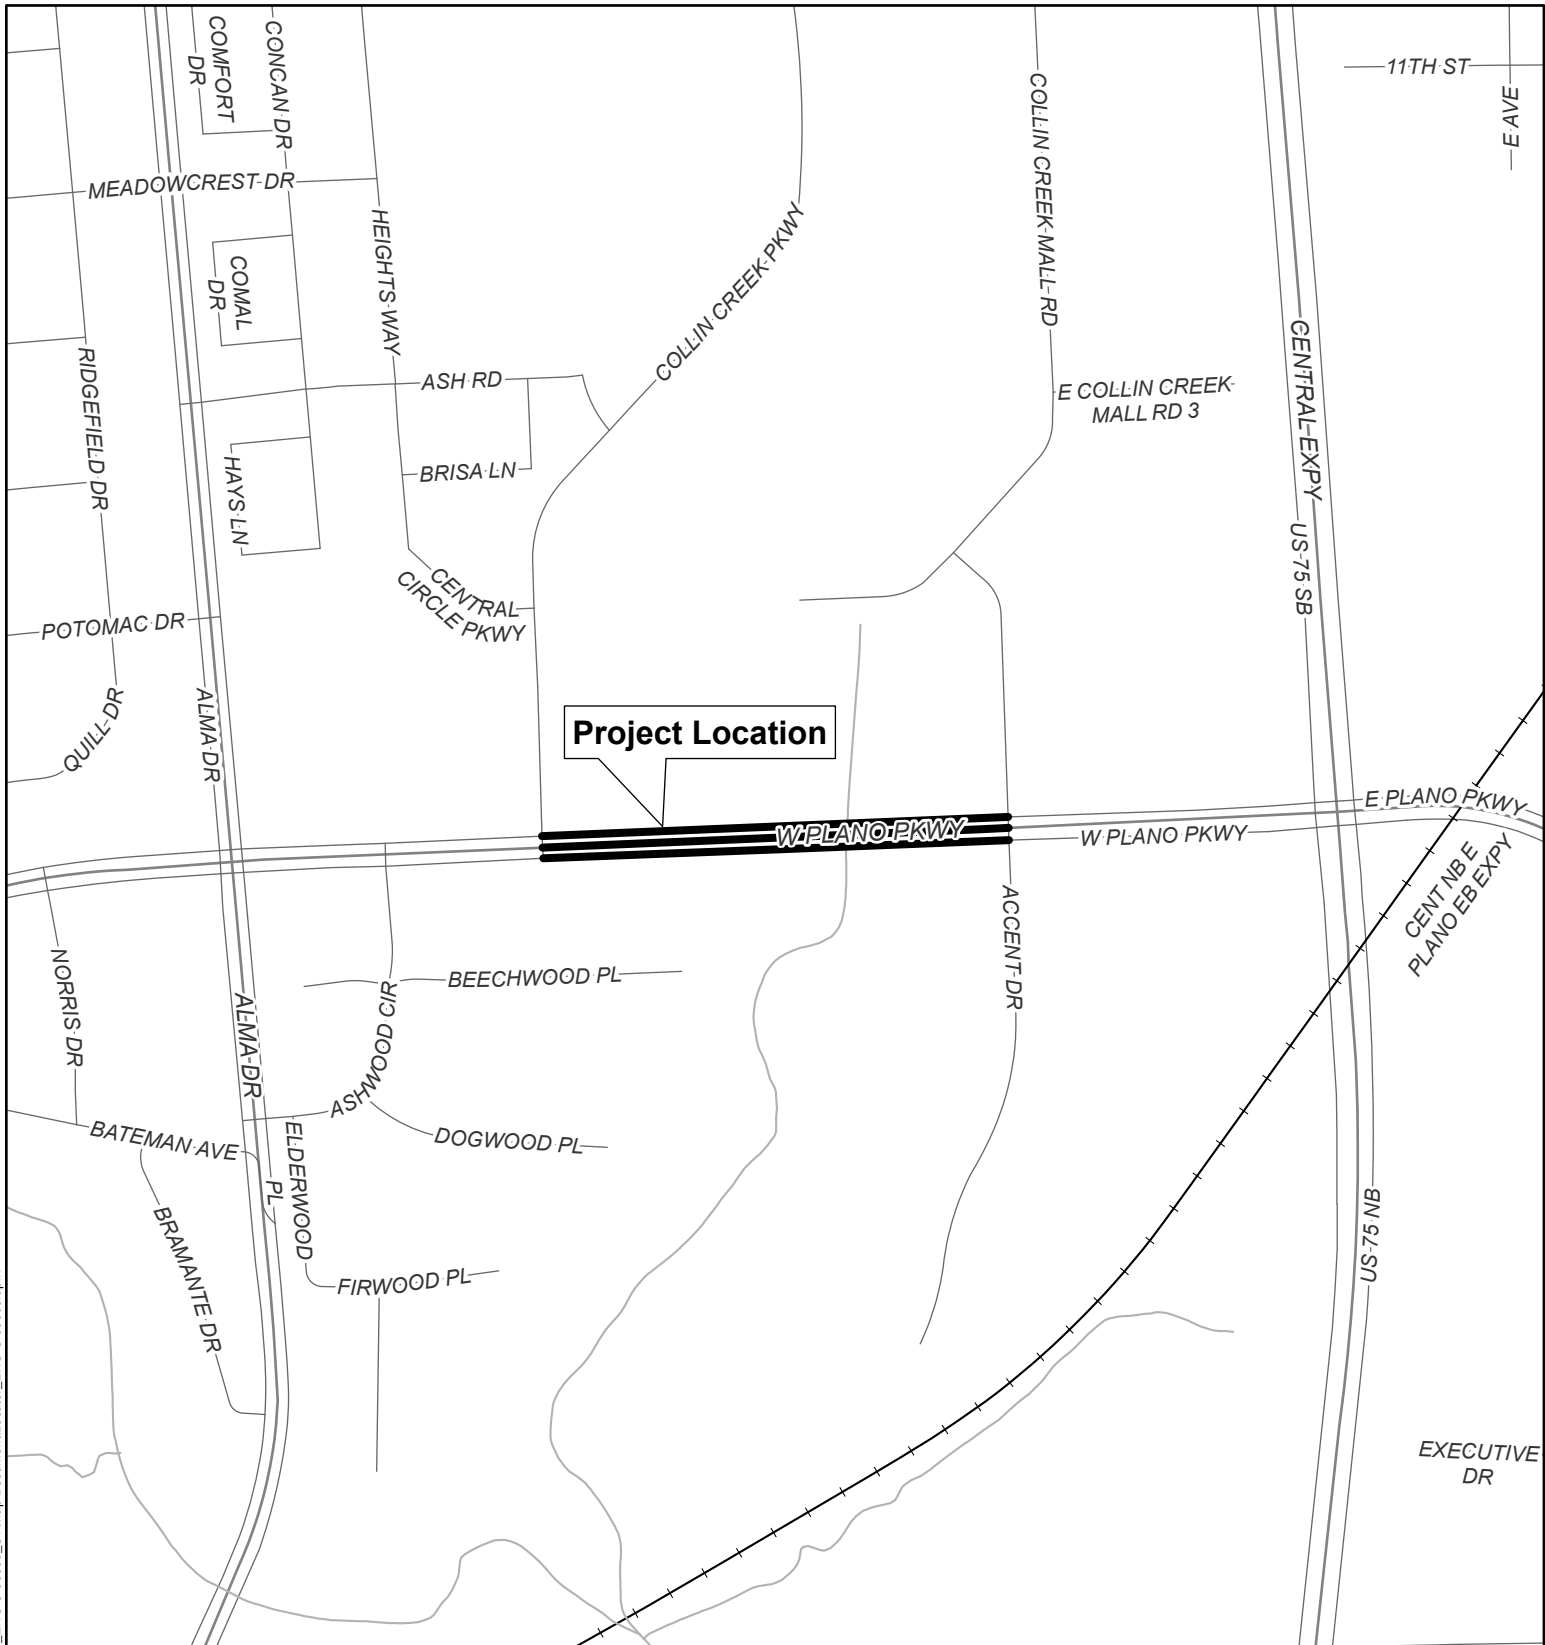 COMFORT
DR
CONCAN DR
11TH ST
E AVE
MEADOWCREST DR
COLLIN CREEK MALL RD
HEIGHTS WAY
COLLIN CREEK PKWY
COMAL
DR
CENTRAL EXPY
RIDGEFIELD DR
ASH RD
E COLLIN CREEK
MALL RD 3
BRISA LN
HAYS LN
US-75 SB
CENTRAL
CIRCLE PKWY
POTOMAC DR
ALMA DR
QUILL DR
Project Location
E PLANO PKWY
W PLANO PKWY
W PLANO PKWY
CENT NB E
PLANO EB EXPY
ACCENT DR
NORRIS DR
BEECHWOOD PL
ALMA DR
ASHWOOD CIR
BATEMAN AVE
DOGWOOD PL
ELDERWOOD
PL
US-75 NB
BRAMANTE DR
FIRWOOD PL
EXECUTIVE
DR